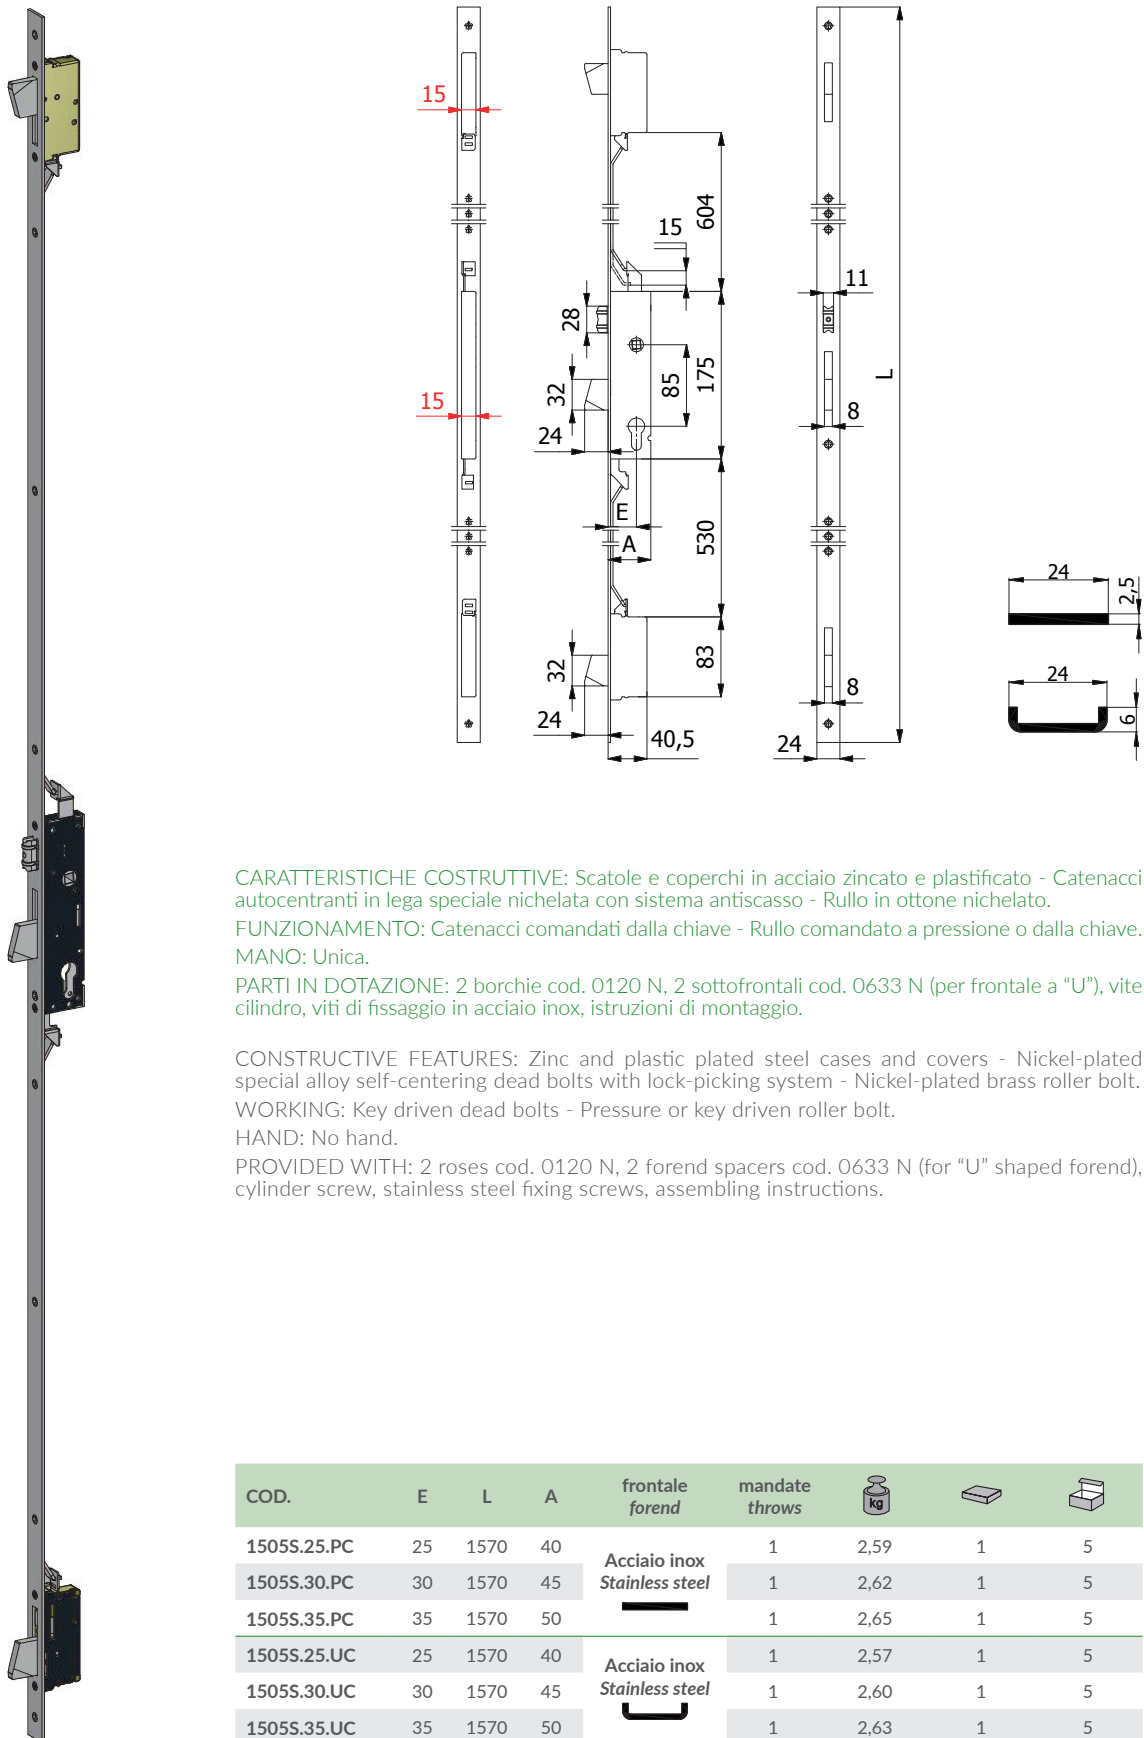 15
604
15
11
28
32
85
175
L
15
8
24
E
530
A
24
2,5
32
83
24
6
8
24
40,5
24
CARATTERISTICHE COSTRUTTIVE: Scatole e coperchi in acciaio zincato e plastificato - Catenacci
autocentranti in lega speciale nichelata con sistema antiscasso - Rullo in ottone nichelato.
FUNZIONAMENTO: Catenacci comandati dalla chiave - Rullo comandato a pressione o dalla chiave.
MANO: Unica.
PARTI IN DOTAZIONE: 2 borchie cod. 0120 N, 2 sottofrontali cod. 0633 N (per frontale a “U”), vite
cilindro, viti di fissaggio in acciaio inox, istruzioni di montaggio.
CONSTRUCTIVE FEATURES: Zinc and plastic plated steel cases and covers - Nickel-plated
special alloy self-centering dead bolts with lock-picking system - Nickel-plated brass roller bolt.
WORKING: Key driven dead bolts - Pressure or key driven roller bolt.
HAND: No hand.
PROVIDED WITH: 2 roses cod. 0120 N, 2 forend spacers cod. 0633 N (for “U” shaped forend),
cylinder screw, stainless steel fixing screws, assembling instructions.
COD. E L A frontale forend mandate throws kg
1505S.25.PC 25 1570 40 Acciaio inox 1 2,59 1 5
1505S.30.PC 30 1570 45 Stainless steel 1 2,62 1 5
1505S.35.PC 35 1570 50 1 2,65 1 5
1505S.25.UC 25 1570 40 Acciaio inox 1 2,57 1 5
1505S.30.UC 30 1570 45 Stainless steel 1 2,60 1 5
1505S.35.UC 35 1570 50 1 2,63 1 5